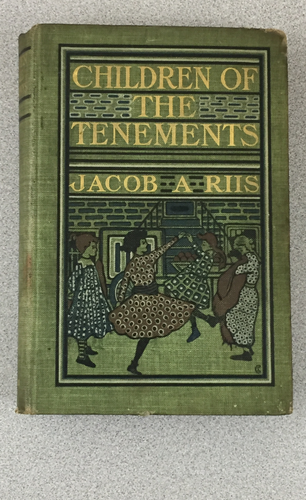 CHILDREN OF
THE
TENEMENTS
JACOB A RIIS